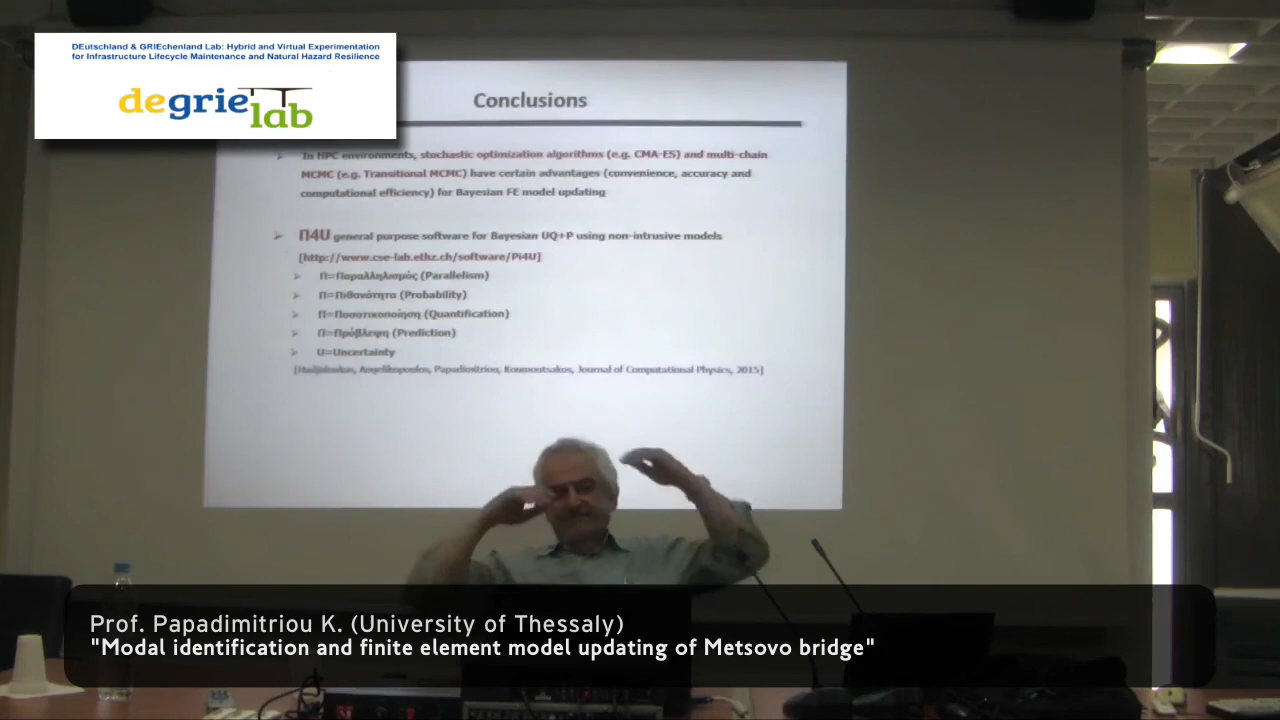 DEutschland & GRIEchenland Lab: Hybrid and Virtual Experimentation
for Infrastructure Lifecycle Maintenance and Natural Hazard Resilience
degrie lab
Conclusions
In HPC environments, stochastic optimization algorithms (e.g. CMA-ES) and multi-chain
MCMC (e.g. Transitional MCMC) have certain advantages (convenience, accuracy and
computational efficiency) for Bayesian FE model updating
Π4U general purpose software for Bayesian UQ+P using non-intrusive models
[http://www.cse-lab.ethz.ch/software/Pi4U]
Π=Παραλληλισμός (Parallelism)
Π=Πιθανότητα (Probability)
Π=Ποσοτικοποίηση (Quantification)
Π=Πρόβλεψη (Prediction)
U=Uncertainty
Angelikopoulos, Papadimitriou, Koumoutsakos, Journal of Computational Physics, 2015]
Prof. Papadimitriou K. (University of Thessaly)
"Modal identification and finite element model updating of Metsovo bridge"